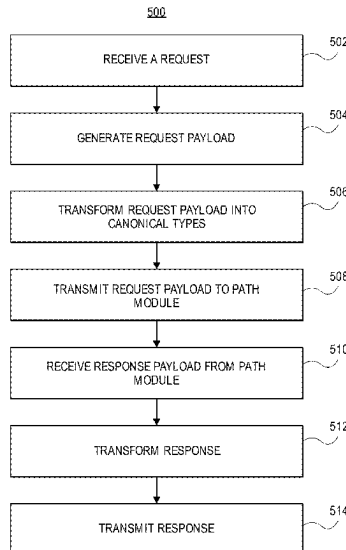 500
RECEIVE A REQUEST
502
GENERATE REQUEST PAYLOAD
504
TRANSFORM REQUEST PAYLOAD INTO
CANONICAL TYPES
506
TRANSMIT REQUEST PAYLOAD TO PATH
MODULE
508
RECEIVE RESPONSE PAYLOAD FROM PATH
MODULE
510
TRANSFORM RESPONSE
512
TRANSMIT RESPONSE
514